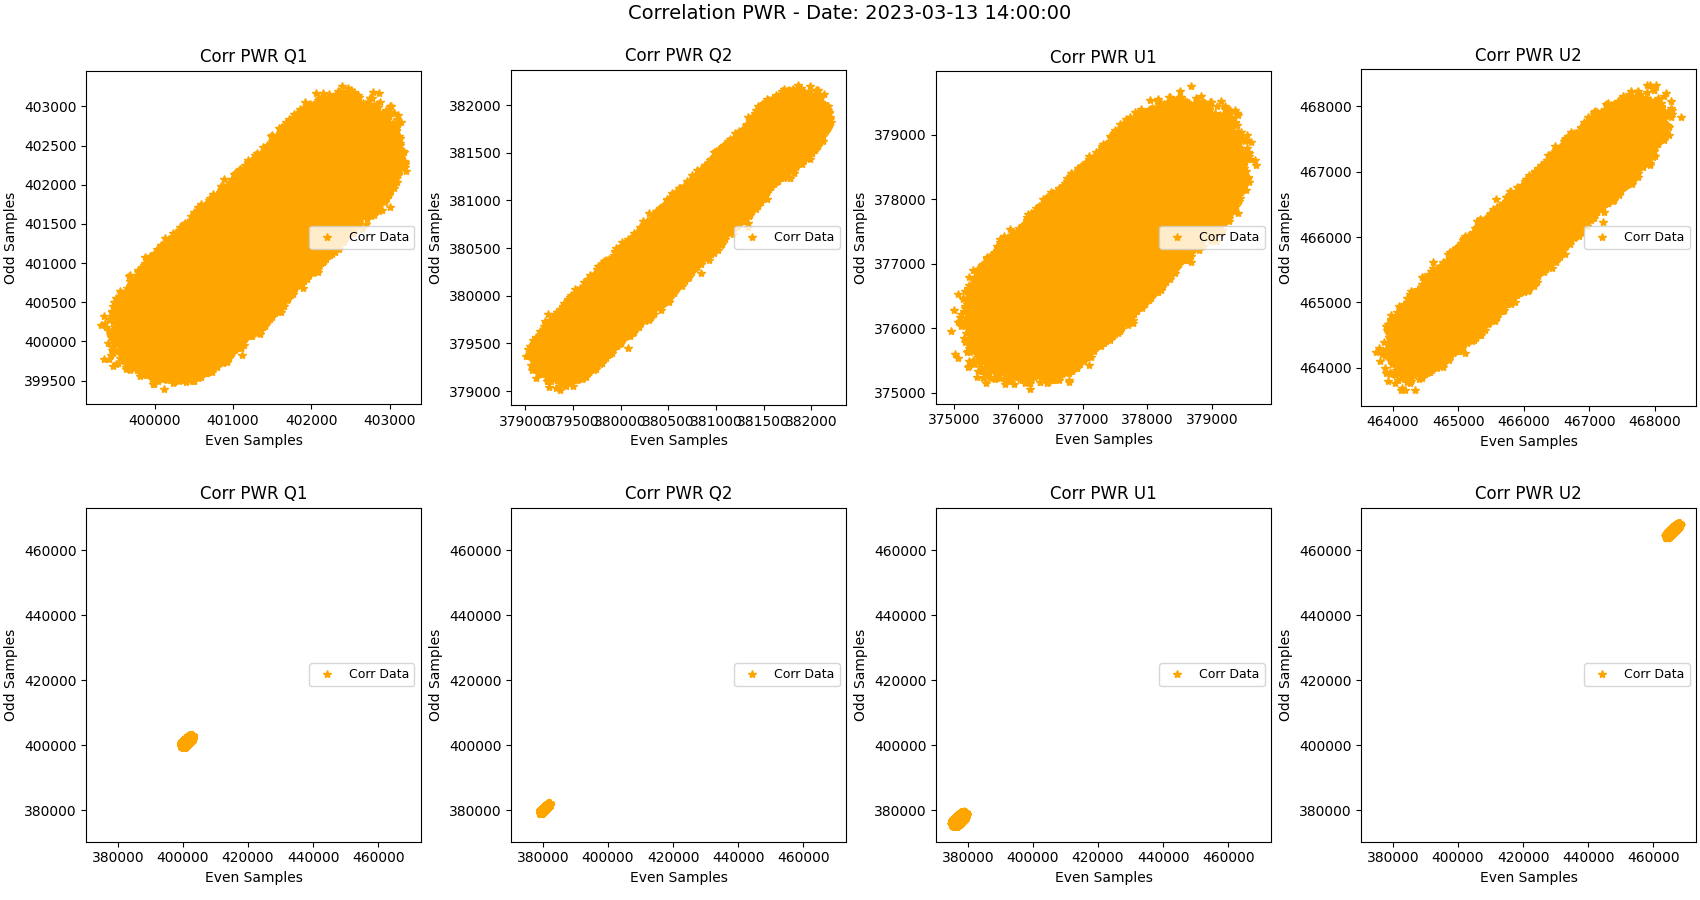 Correlation PWR - Date: 2023-03-13 14:00:00
Corr PWR Q1
403000
402500
402000
401500
401000
400500
400000
399500
Odd Samples
Corr Data
400000 401000 402000 403000
Even Samples
Corr PWR Q2
382000
381500
381000
380500
380000
379500
379000
Odd Samples
Corr Data
379000 379500 380000 380500 381000 381500 382000
Even Samples
Corr PWR U1
379000
378000
377000
376000
375000
Odd Samples
Corr Data
375000 376000 377000 378000 379000
Even Samples
Corr PWR U2
468000
467000
466000
465000
464000
Odd Samples
Corr Data
464000 465000 466000 467000 468000
Even Samples
Corr PWR Q1
460000
440000
420000
400000
380000
Odd Samples
Corr Data
380000 400000 420000 440000 460000
Even Samples
Corr PWR Q2
460000
440000
420000
400000
380000
Odd Samples
Corr Data
380000 400000 420000 440000 460000
Even Samples
Corr PWR U1
460000
440000
420000
400000
380000
Odd Samples
Corr Data
380000 400000 420000 440000 460000
Even Samples
Corr PWR U2
460000
440000
420000
400000
380000
Odd Samples
Corr Data
380000 400000 420000 440000 460000
Even Samples